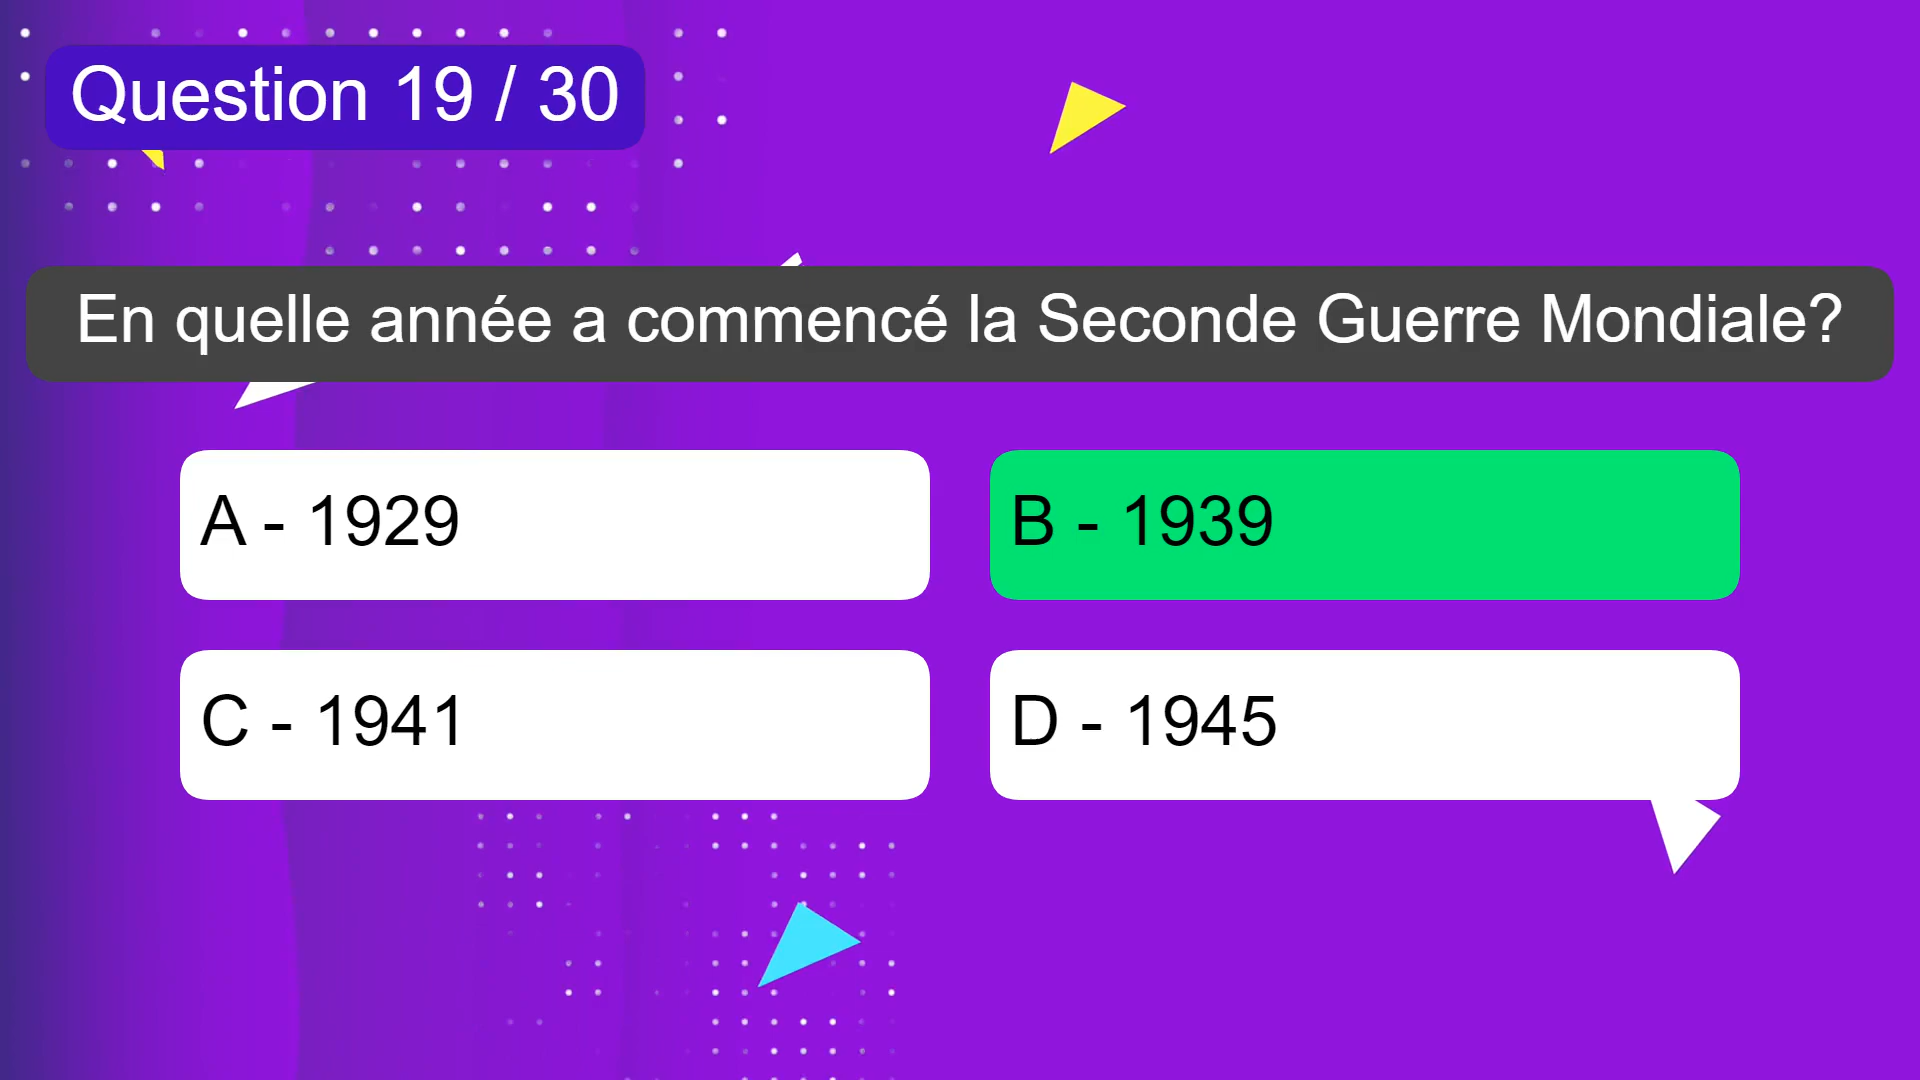 Question 19 / 30
En quelle année a commencé la Seconde Guerre Mondiale?
A - 1929
B - 1939
C - 1941
D - 1945